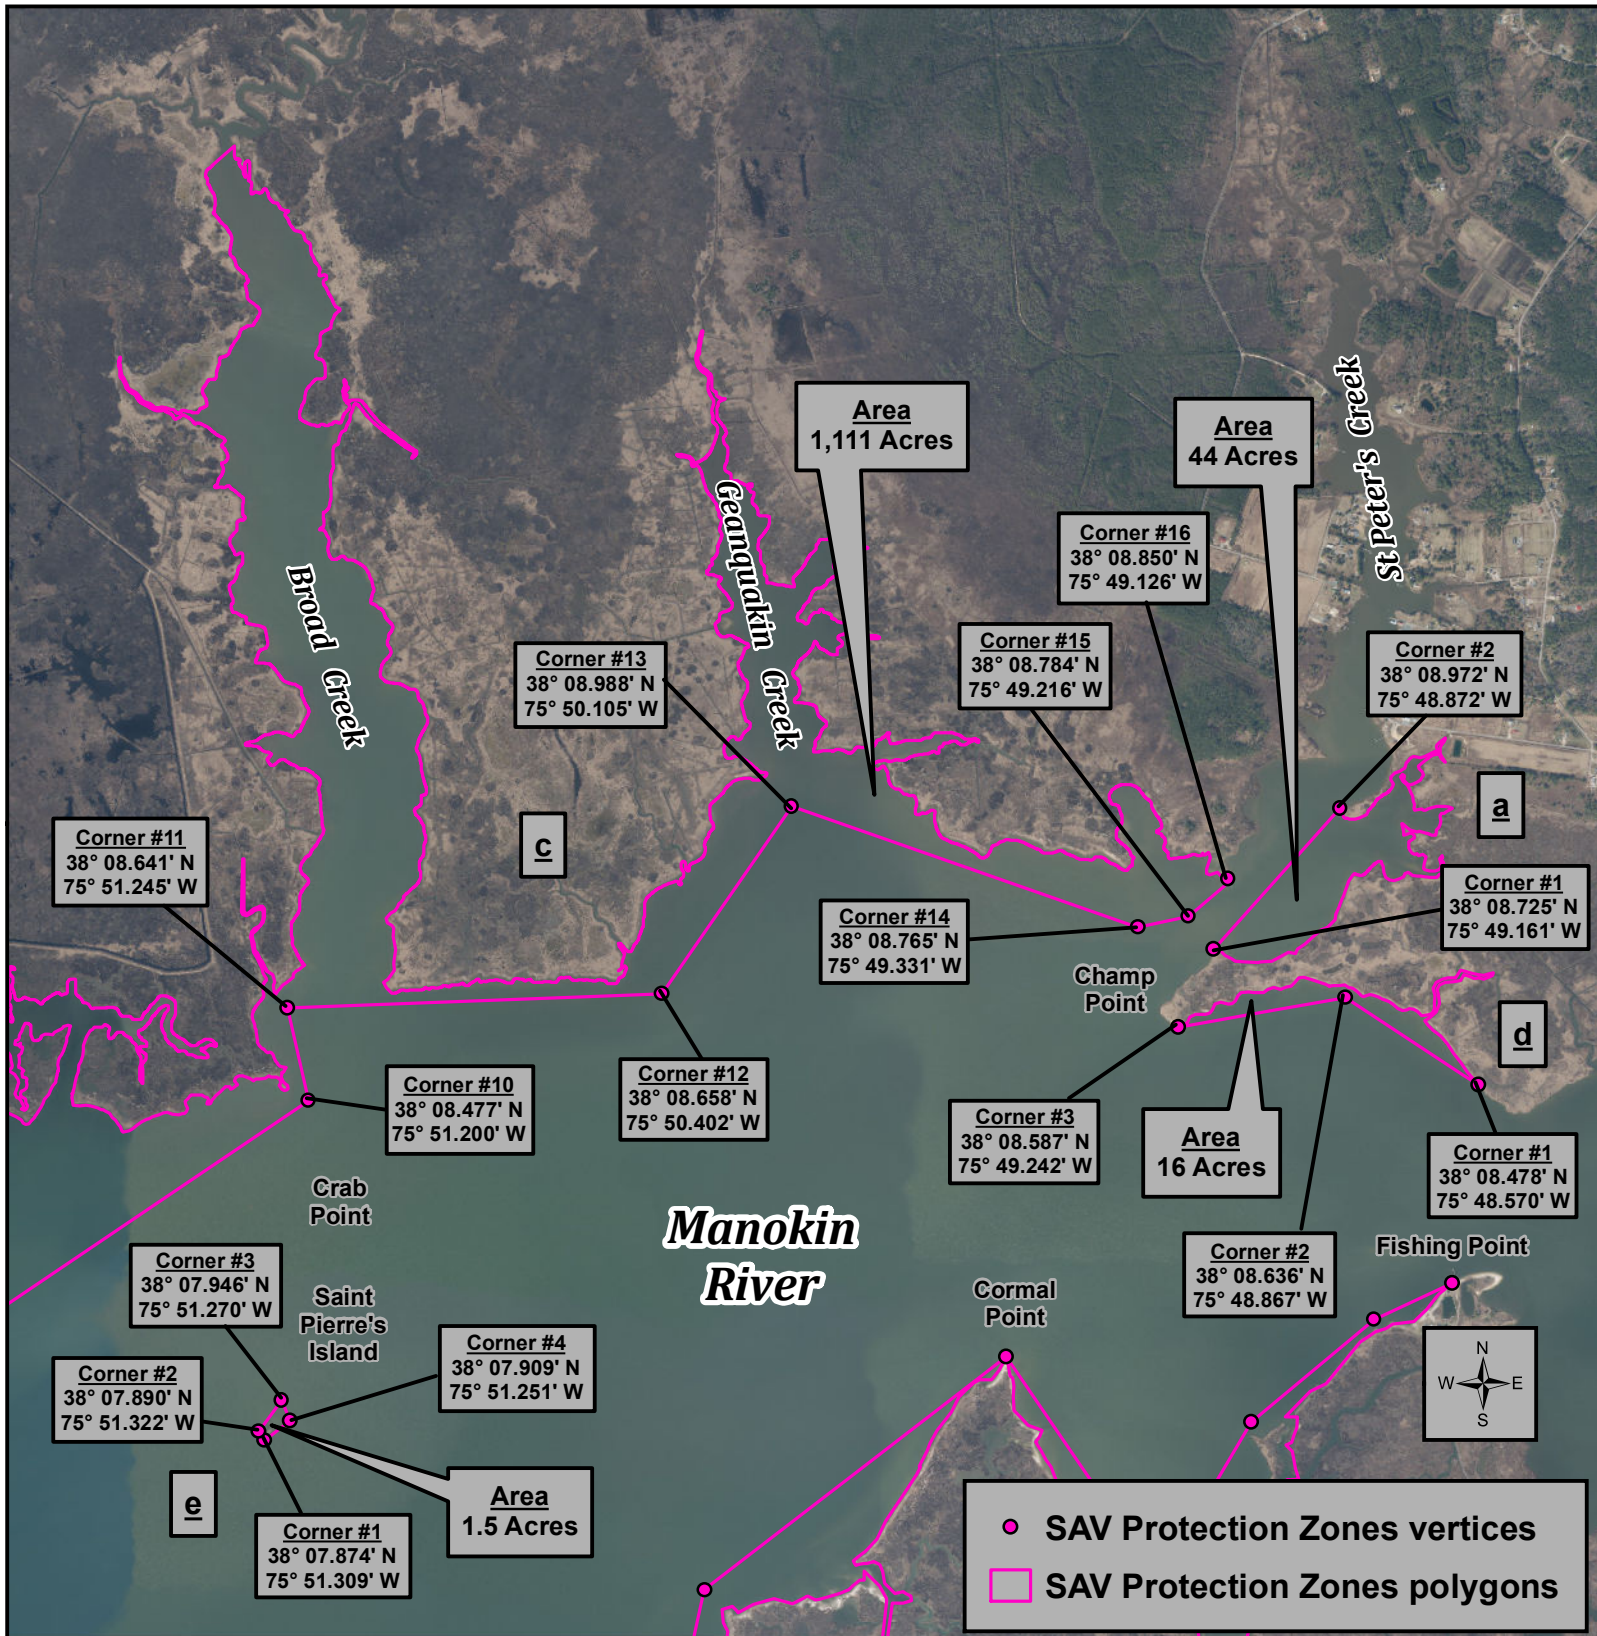 Area
1,111 Acres
Area
44 Acres
St Peter's Creek
Geanquakin Creek
Broad Creek
Corner #16
38° 08.850' N
75° 49.126' W
Corner #15
38° 08.784' N
75° 49.216' W
Corner #2
38° 08.972' N
75° 48.872' W
Corner #13
38° 08.988' N
75° 50.105' W
a
c
Corner #11
38° 08.641' N
75° 51.245' W
Corner #1
38° 08.725' N
75° 49.161' W
Corner #14
38° 08.765' N
75° 49.331' W
Champ
Point
d
Corner #10
38° 08.477' N
75° 51.200' W
Corner #12
38° 08.658' N
75° 50.402' W
Corner #3
38° 08.587' N
75° 49.242' W
Area
16 Acres
Corner #1
38° 08.478' N
75° 48.570' W
Crab
Point
Manokin
River
Corner #2
38° 08.636' N
75° 48.867' W
Fishing Point
Corner #3
38° 07.946' N
75° 51.270' W
Saint
Pierre's
Island
Cormal
Point
Corner #4
38° 07.909' N
75° 51.251' W
Corner #2
38° 07.890' N
75° 51.322' W
N
W E
S
e
Area
1.5 Acres
Corner #1
38° 07.874' N
75° 51.309' W
SAV Protection Zones vertices
SAV Protection Zones polygons